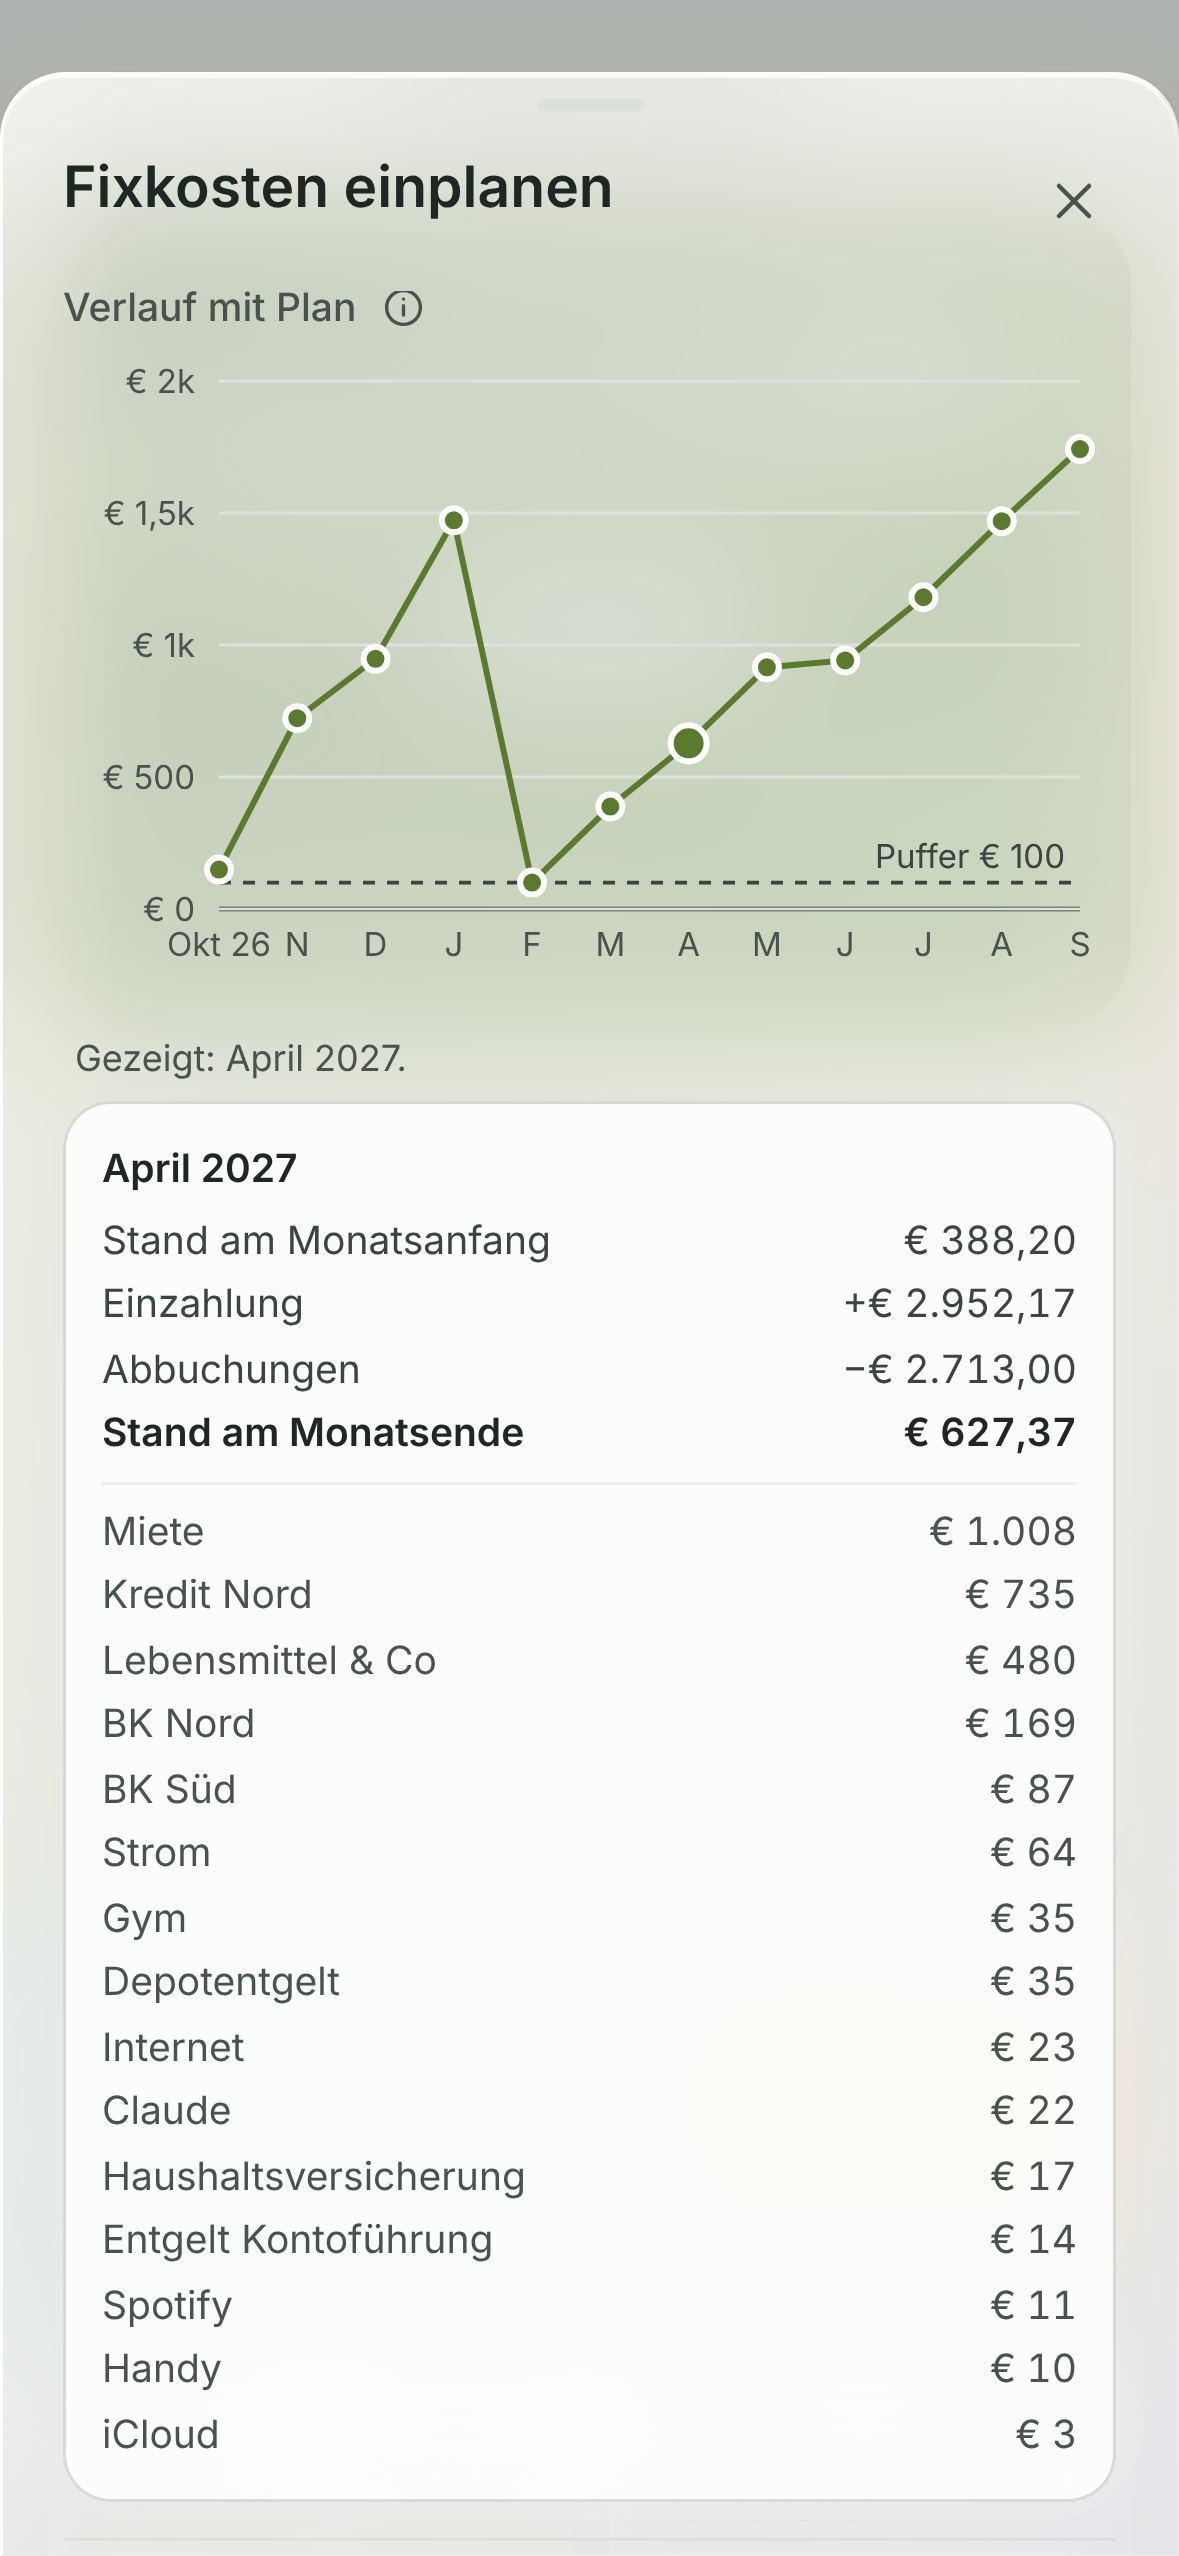 Fixkosten einplanen
Verlauf mit Plan
€ 2k
€ 1,5k
€ 1k
€ 500
Puffer € 100
€ 0
Okt 26 N D J F M A M J J A S
Gezeigt: April 2027.
April 2027
Stand am Monatsanfang € 388,20
Einzahlung +€ 2.952,17
Abbuchungen −€ 2.713,00
Stand am Monatsende € 627,37
Miete € 1.008
Kredit Nord € 735
Lebensmittel & Co € 480
BK Nord € 169
BK Süd € 87
Strom € 64
Gym € 35
Depotentgelt € 35
Internet € 23
Claude € 22
Haushaltsversicherung € 17
Entgelt Kontoführung € 14
Spotify € 11
Handy € 10
iCloud € 3